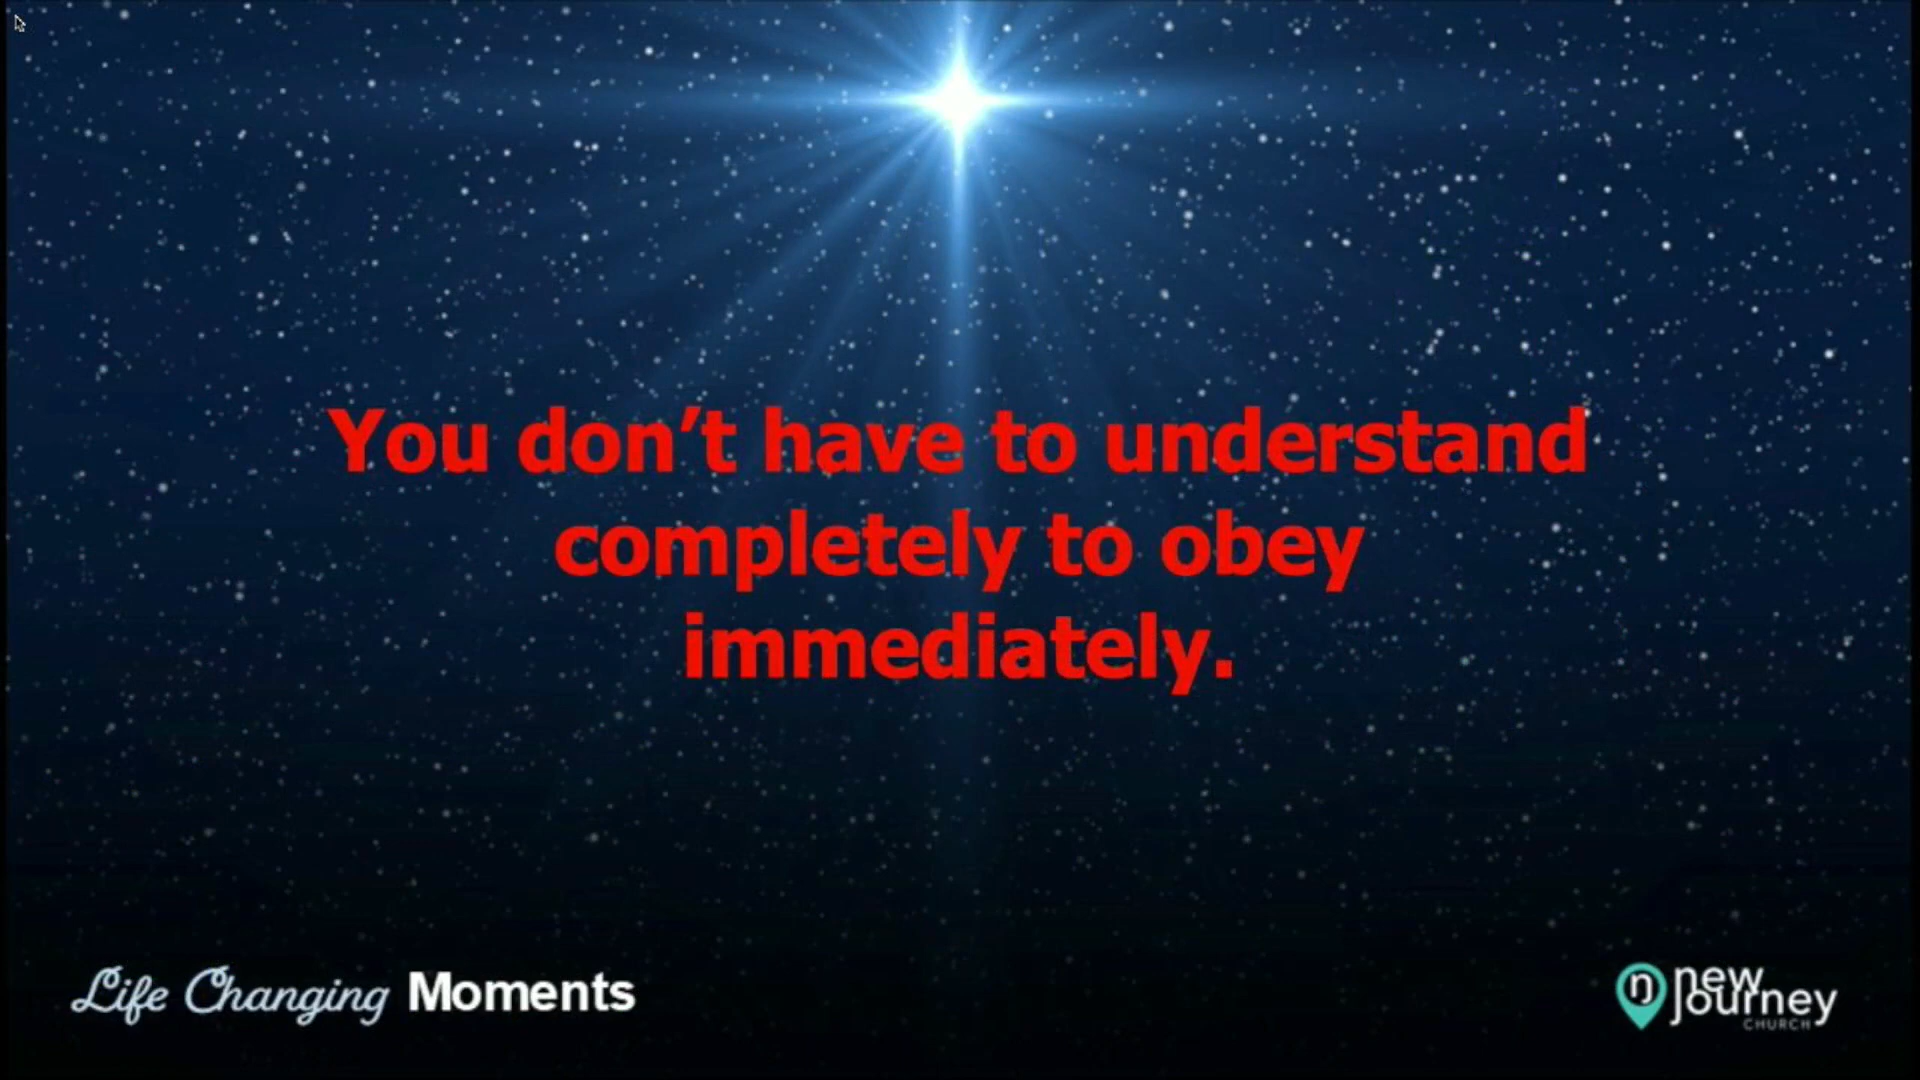 You don’t have to understand
completely to obey
immediately.
Life Changing Moments
new
Journey
CHURCH